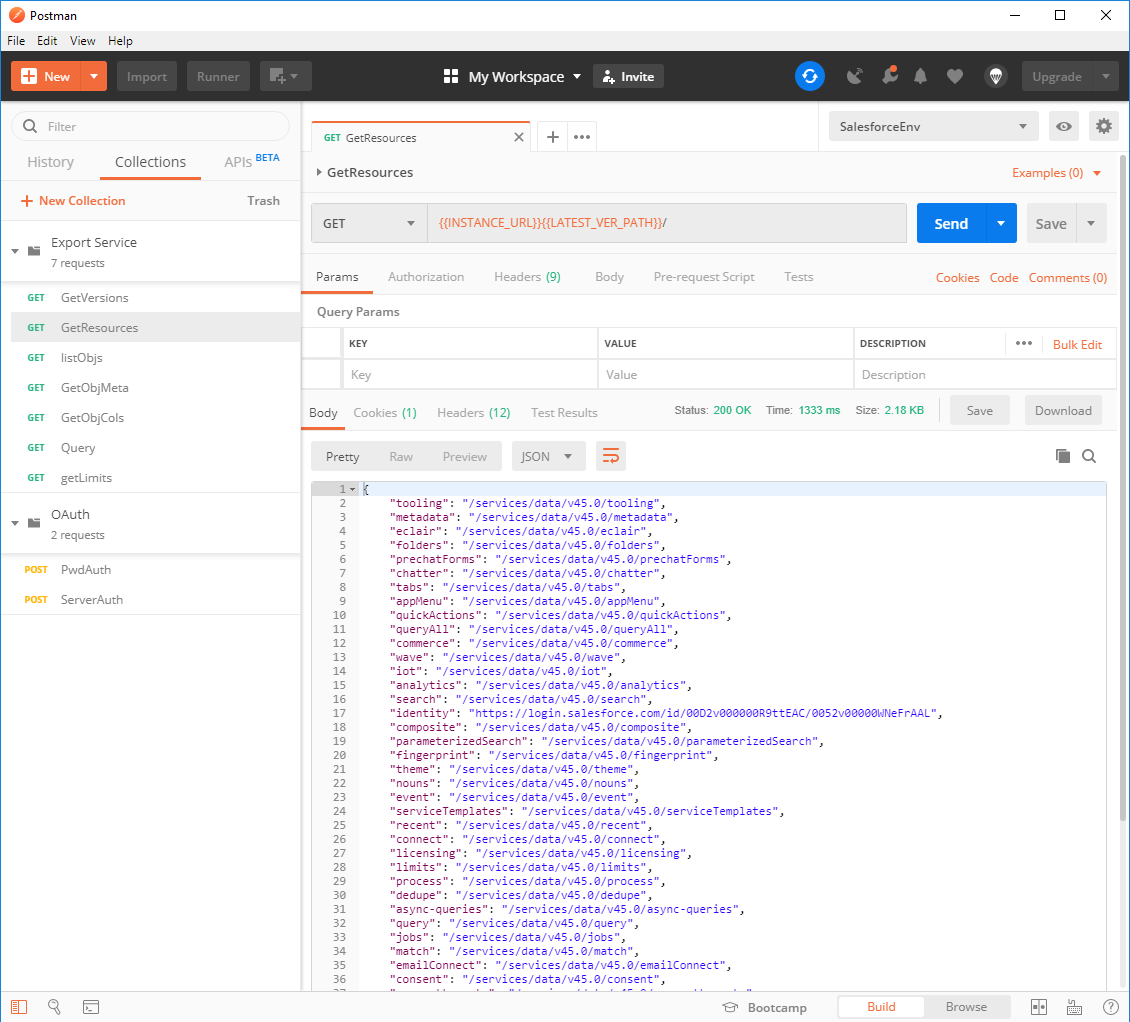 Postman
File Edit View Help
New Import Runner My Workspace Invite Upgrade
Filter
History Collections APIs BETA
New Collection Trash
Export Service
7 requests
GET GetVersions
GET GetResources
GET listObjs
GET GetObjMeta
GET GetObjCols
GET Query
GET getLimits
OAuth
2 requests
POST PwdAuth
POST ServerAuth
GET GetResources SalesforceEnv
GetResources Examples (0)
GET {{INSTANCE_URL}}{{LATEST_VER_PATH}}/ Send Save
Params Authorization Headers (9) Body Pre-request Script Tests Cookies Code Comments (0)
Query Params
KEY VALUE DESCRIPTION Bulk Edit
Key Value Description
Body Cookies (1) Headers (12) Test Results Status: 200 OK Time: 1333 ms Size: 2.18 KB Save Download
Pretty Raw Preview JSON
1 {
2 "tooling": "/services/data/v45.0/tooling",
3 "metadata": "/services/data/v45.0/metadata",
4 "eclair": "/services/data/v45.0/eclair",
5 "folders": "/services/data/v45.0/folders",
6 "prechatForms": "/services/data/v45.0/prechatForms",
7 "chatter": "/services/data/v45.0/chatter",
8 "tabs": "/services/data/v45.0/tabs",
9 "appMenu": "/services/data/v45.0/appMenu",
10 "quickActions": "/services/data/v45.0/quickActions",
11 "queryAll": "/services/data/v45.0/queryAll",
12 "commerce": "/services/data/v45.0/commerce",
13 "wave": "/services/data/v45.0/wave",
14 "iot": "/services/data/v45.0/iot",
15 "analytics": "/services/data/v45.0/analytics",
16 "search": "/services/data/v45.0/search",
17 "identity": "https://login.salesforce.com/id/00D2v000000R9ttEAC/0052v00000WNeFrAAL",
18 "composite": "/services/data/v45.0/composite",
19 "parameterizedSearch": "/services/data/v45.0/parameterizedSearch",
20 "fingerprint": "/services/data/v45.0/fingerprint",
21 "theme": "/services/data/v45.0/theme",
22 "nouns": "/services/data/v45.0/nouns",
23 "event": "/services/data/v45.0/event",
24 "serviceTemplates": "/services/data/v45.0/serviceTemplates",
25 "recent": "/services/data/v45.0/recent",
26 "connect": "/services/data/v45.0/connect",
27 "licensing": "/services/data/v45.0/licensing",
28 "limits": "/services/data/v45.0/limits",
29 "process": "/services/data/v45.0/process",
30 "dedupe": "/services/data/v45.0/dedupe",
31 "async-queries": "/services/data/v45.0/async-queries",
32 "query": "/services/data/v45.0/query",
33 "jobs": "/services/data/v45.0/jobs",
34 "match": "/services/data/v45.0/match",
35 "emailConnect": "/services/data/v45.0/emailConnect",
36 "consent": "/services/data/v45.0/consent",
Bootcamp Build Browse